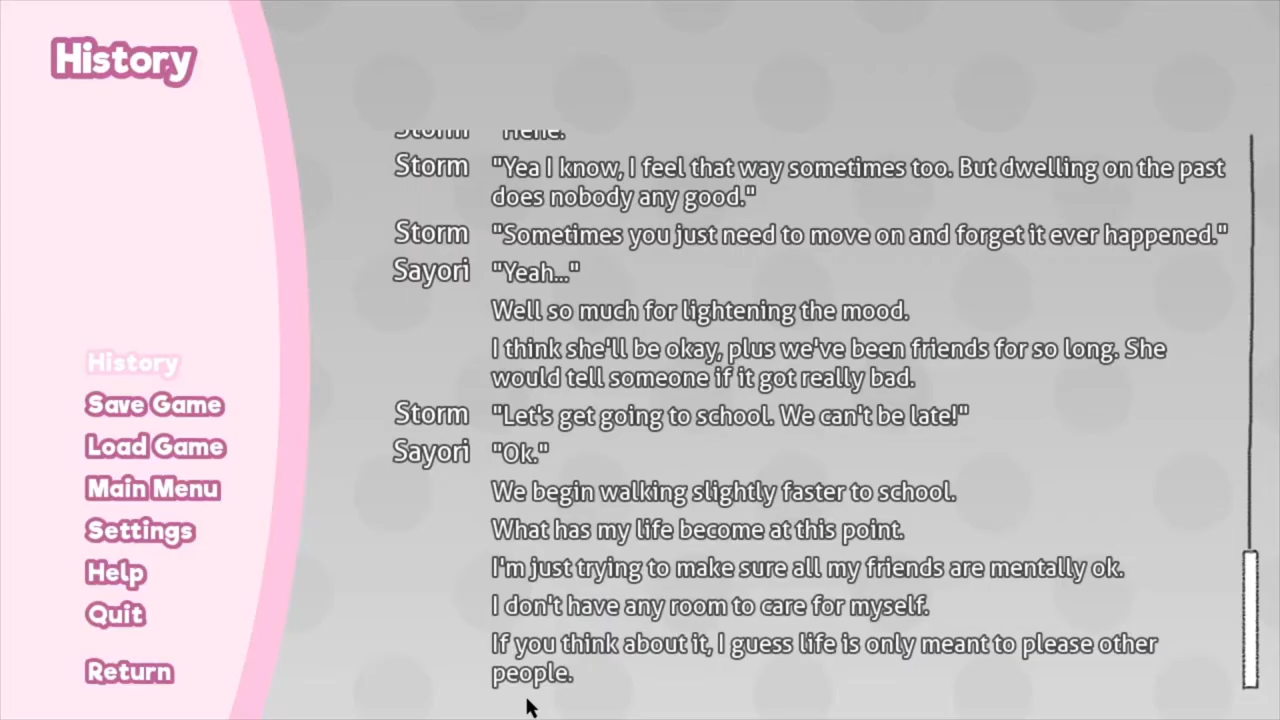 History
Storm "Hehe."
Storm "Yea I know, I feel that way sometimes too. But dwelling on the past
does nobody any good."
Storm "Sometimes you just need to move on and forget it ever happened."
Sayori "Yeah..."
Well so much for lightening the mood.
I think she'll be okay, plus we've been friends for so long. She
would tell someone if it got really bad.
Storm "Let's get going to school. We can't be late!"
Sayori "Ok."
We begin walking slightly faster to school.
What has my life become at this point.
I'm just trying to make sure all my friends are mentally ok.
I don't have any room to care for myself.
If you think about it, I guess life is only meant to please other
people.
History
Save Game
Load Game
Main Menu
Settings
Help
Quit
Return